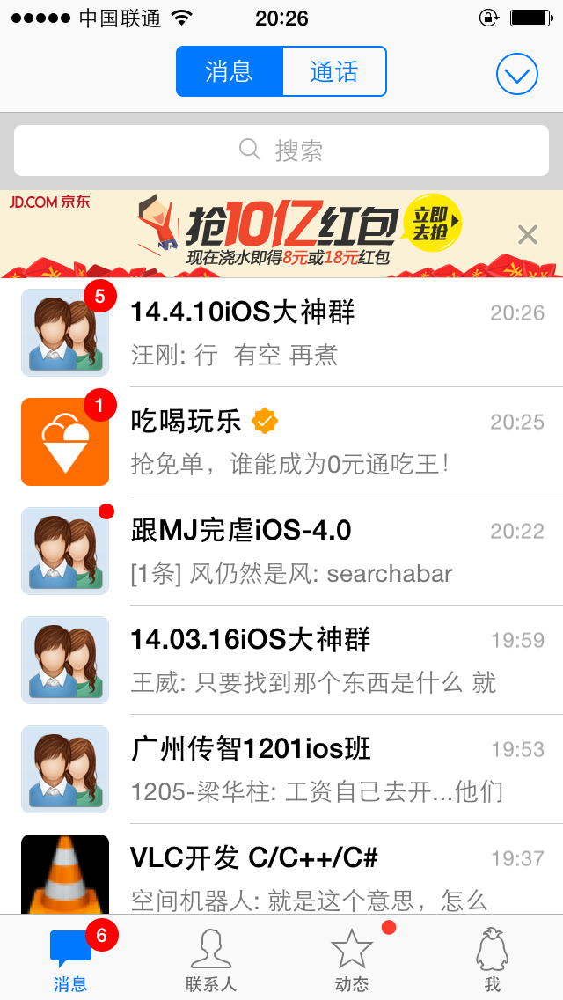 中国联通 20:26
消息 通话
搜索
JD.COM 京东
抢10亿红包
立即
去抢
现在浇水即得8元或18元红包
5
14.4.10iOS大神群 20:26
汪刚: 行 有空 再煮
1
吃喝玩乐 20:25
抢免单，谁能成为0元通吃王！
跟MJ完虐iOS-4.0 20:22
[1条] 风仍然是风: searchabar
14.03.16iOS大神群 19:59
王威: 只要找到那个东西是什么 就
广州传智1201ios班 19:53
1205-梁华柱: 工资自己去开...他们
VLC开发 C/C++/C# 19:37
空间机器人: 就是这个意思，怎么
6
消息 联系人 动态 我